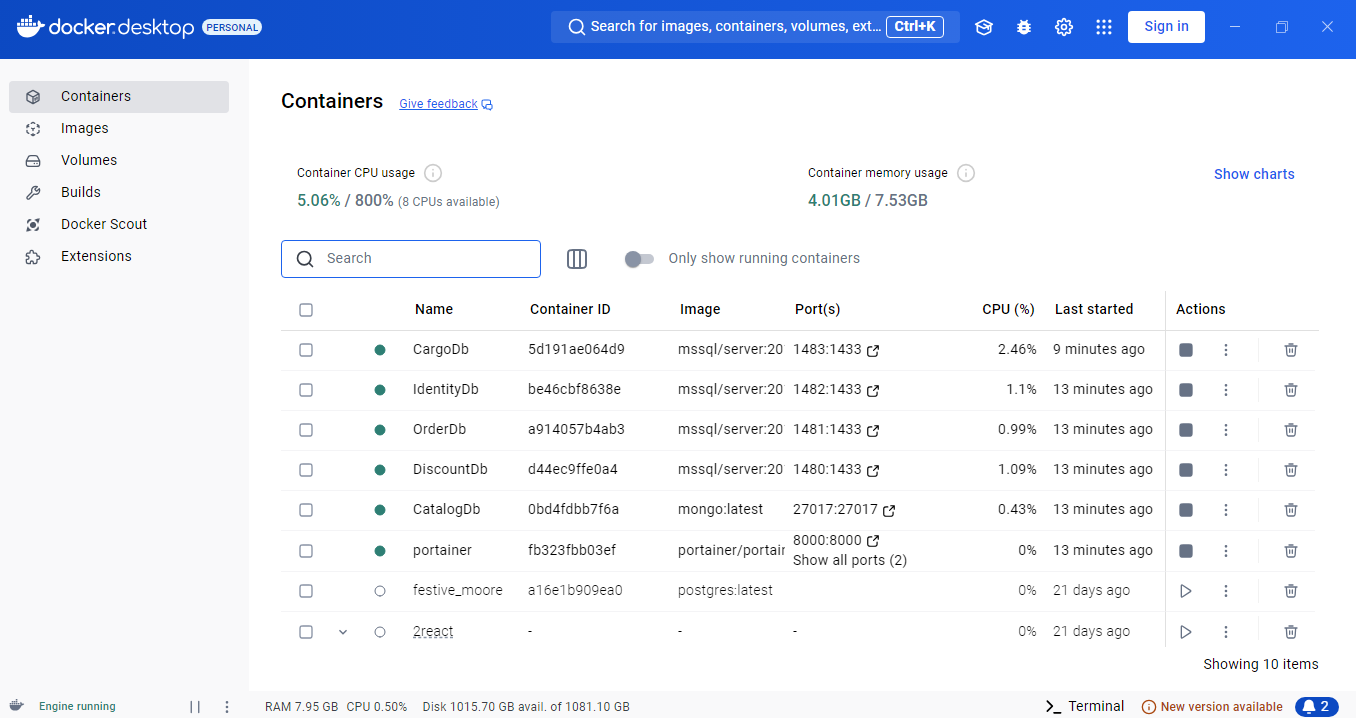 docker.desktop PERSONAL
Search for images, containers, volumes, ext... Ctrl+K
Sign in
Containers
Images
Volumes
Builds
Docker Scout
Extensions
Containers Give feedback
Container CPU usage
5.06% / 800% (8 CPUs available)
Container memory usage
4.01GB / 7.53GB
Show charts
Search
Only show running containers
Name Container ID Image Port(s) CPU (%) Last started Actions
CargoDb 5d191ae064d9 mssql/server:20 1483:1433 2.46% 9 minutes ago
IdentityDb be46cbf8638e mssql/server:20 1482:1433 1.1% 13 minutes ago
OrderDb a914057b4ab3 mssql/server:20 1481:1433 0.99% 13 minutes ago
DiscountDb d44ec9ffe0a4 mssql/server:20 1480:1433 1.09% 13 minutes ago
CatalogDb 0bd4fdbb7f6a mongo:latest 27017:27017 0.43% 13 minutes ago
portainer fb323fbb03ef portainer/portair 8000:8000 0% 13 minutes ago
Show all ports (2)
festive_moore a16e1b909ea0 postgres:latest 0% 21 days ago
2react - - - 0% 21 days ago
Showing 10 items
Engine running
RAM 7.95 GB CPU 0.50% Disk 1015.70 GB avail. of 1081.10 GB
Terminal
New version available
2